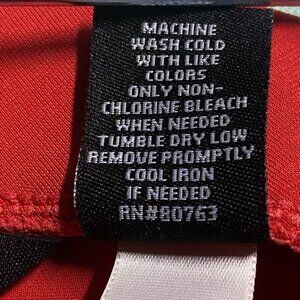 MACHINE
WASH COLD
WITH LIKE
COLORS
ONLY NON-
CHLORINE BLEACH
WHEN NEEDED
TUMBLE DRY LOW
REMOVE PROMPTLY
COOL IRON
IF NEEDED
RN#80763